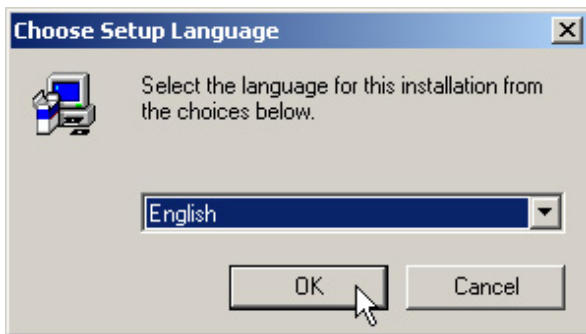 Choose Setup Language
Select the language for this installation from
the choices below.
English
OK
Cancel